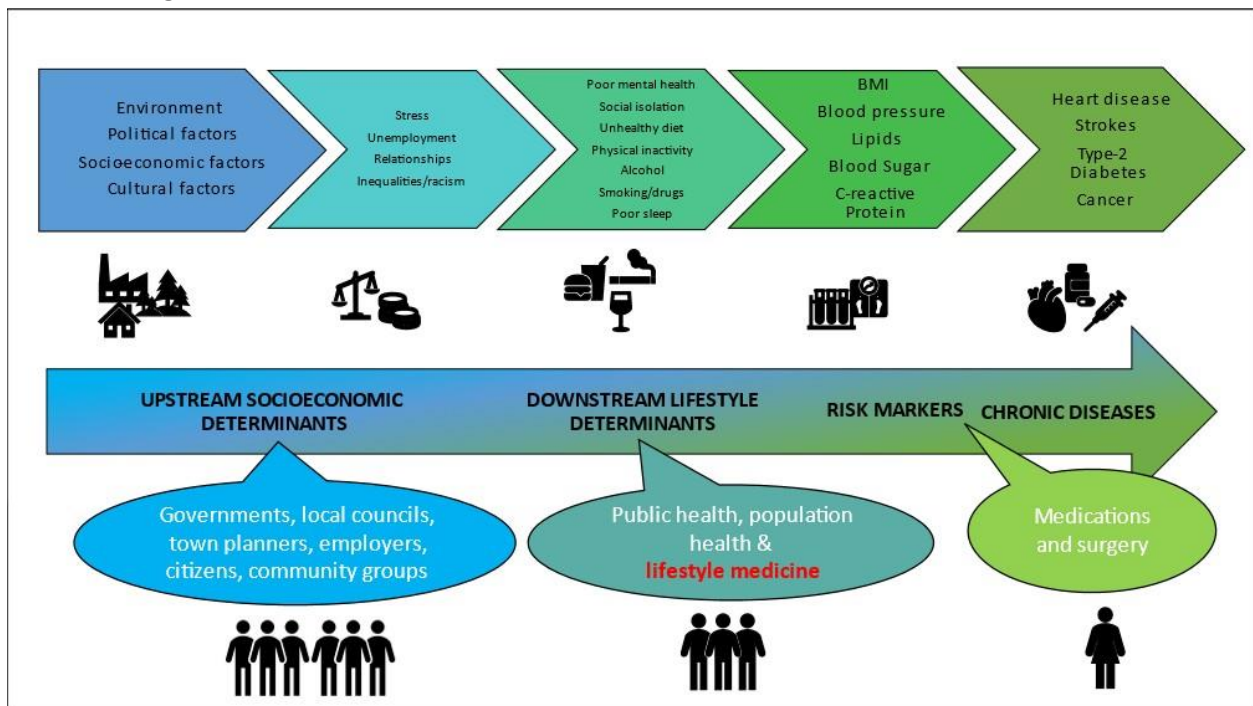 Environment
Political factors
Socioeconomic factors
Cultural factors
Stress
Unemployment
Relationships
Inequalities/racism
Poor mental health
Social isolation
Unhealthy diet
Physical inactivity
Alcohol
Smoking/drugs
Poor sleep
BMI
Blood pressure
Lipids
Blood Sugar
C-reactive
Protein
Heart disease
Strokes
Type-2
Diabetes
Cancer
UPSTREAM SOCIOECONOMIC
DETERMINANTS
DOWNSTREAM LIFESTYLE
DETERMINANTS
RISK MARKERS
CHRONIC DISEASES
Governments, local councils,
town planners, employers,
citizens, community groups
Public health, population
health &
lifestyle medicine
Medications
and surgery